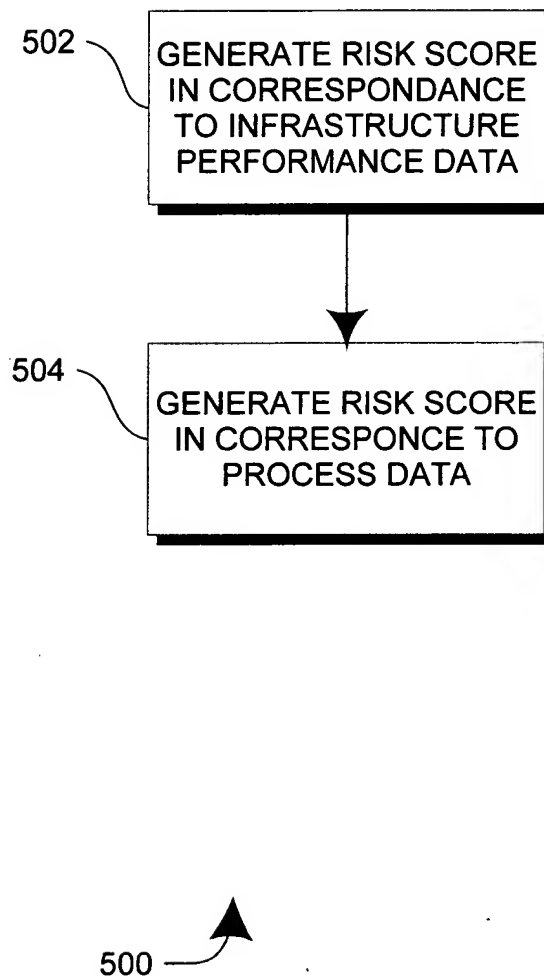 502
GENERATE RISK SCORE
IN CORRESPONDANCE
TO INFRASTRUCTURE
PERFORMANCE DATA
504
GENERATE RISK SCORE
IN CORRESPONCE TO
PROCESS DATA
500